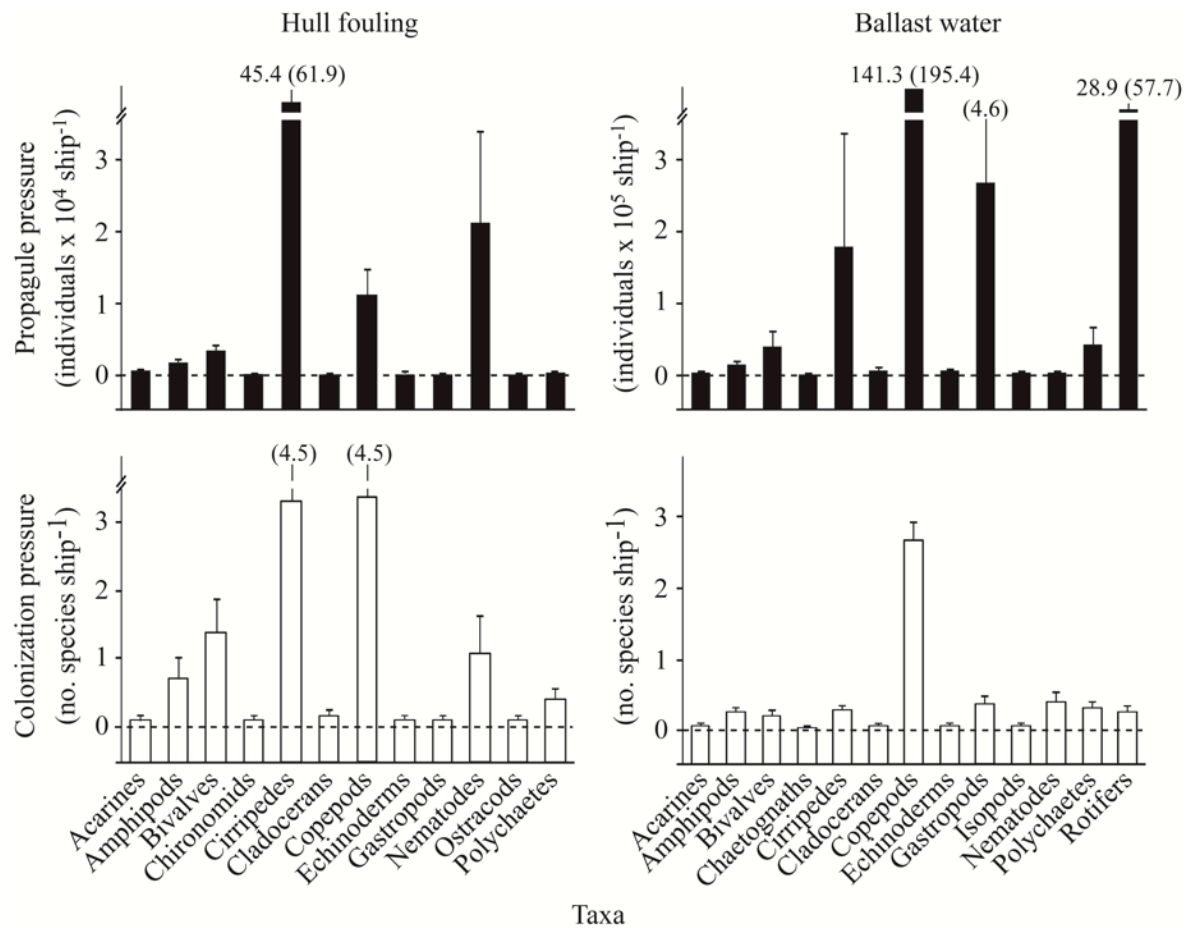 Hull fouling
Ballast water
45.4 (61.9)
141.3 (195.4)
28.9 (57.7)
(4.6)
Propagule pressure
(individuals x 10⁴ ship⁻¹)
3
2
1
0
Propagule pressure
(individuals x 10⁵ ship⁻¹)
3
2
1
0
(4.5)
(4.5)
Colonization pressure
(no. species ship⁻¹)
3
2
1
0
(no. species ship⁻¹)
3
2
1
0
Acarines
Amphipods
Bivalves
Chironomids
Cirripedes
Cladocerans
Copepods
Echinoderms
Gastropods
Nematodes
Ostracods
Polychaetes
Acarines
Amphipods
Bivalves
Chaetognaths
Cirripedes
Cladocerans
Copepods
Echinoderms
Gastropods
Isopods
Nematodes
Polychaetes
Rotifers
Taxa